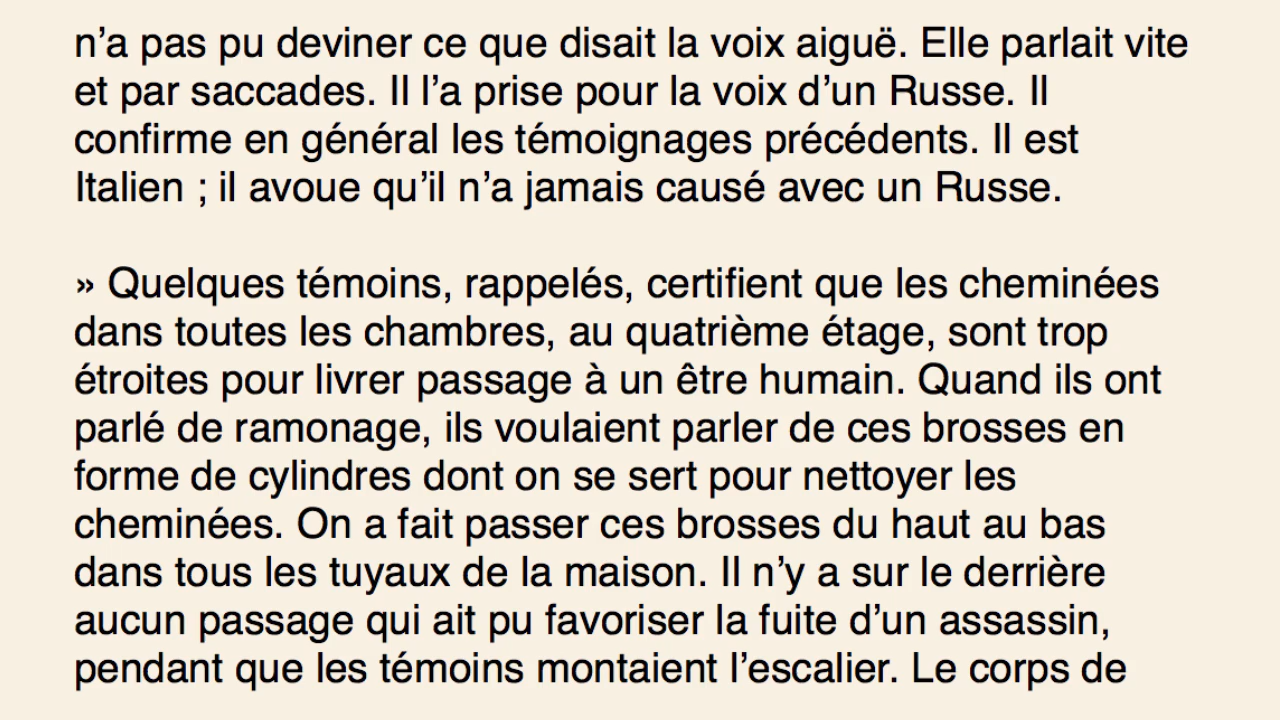 n’a pas pu deviner ce que disait la voix aiguë. Elle parlait vite
et par saccades. Il l’a prise pour la voix d’un Russe. Il
confirme en général les témoignages précédents. Il est
Italien ; il avoue qu’il n’a jamais causé avec un Russe.
» Quelques témoins, rappelés, certifient que les cheminées
dans toutes les chambres, au quatrième étage, sont trop
étroites pour livrer passage à un être humain. Quand ils ont
parlé de ramonage, ils voulaient parler de ces brosses en
forme de cylindres dont on se sert pour nettoyer les
cheminées. On a fait passer ces brosses du haut au bas
dans tous les tuyaux de la maison. Il n’y a sur le derrière
aucun passage qui ait pu favoriser la fuite d’un assassin,
pendant que les témoins montaient l’escalier. Le corps de